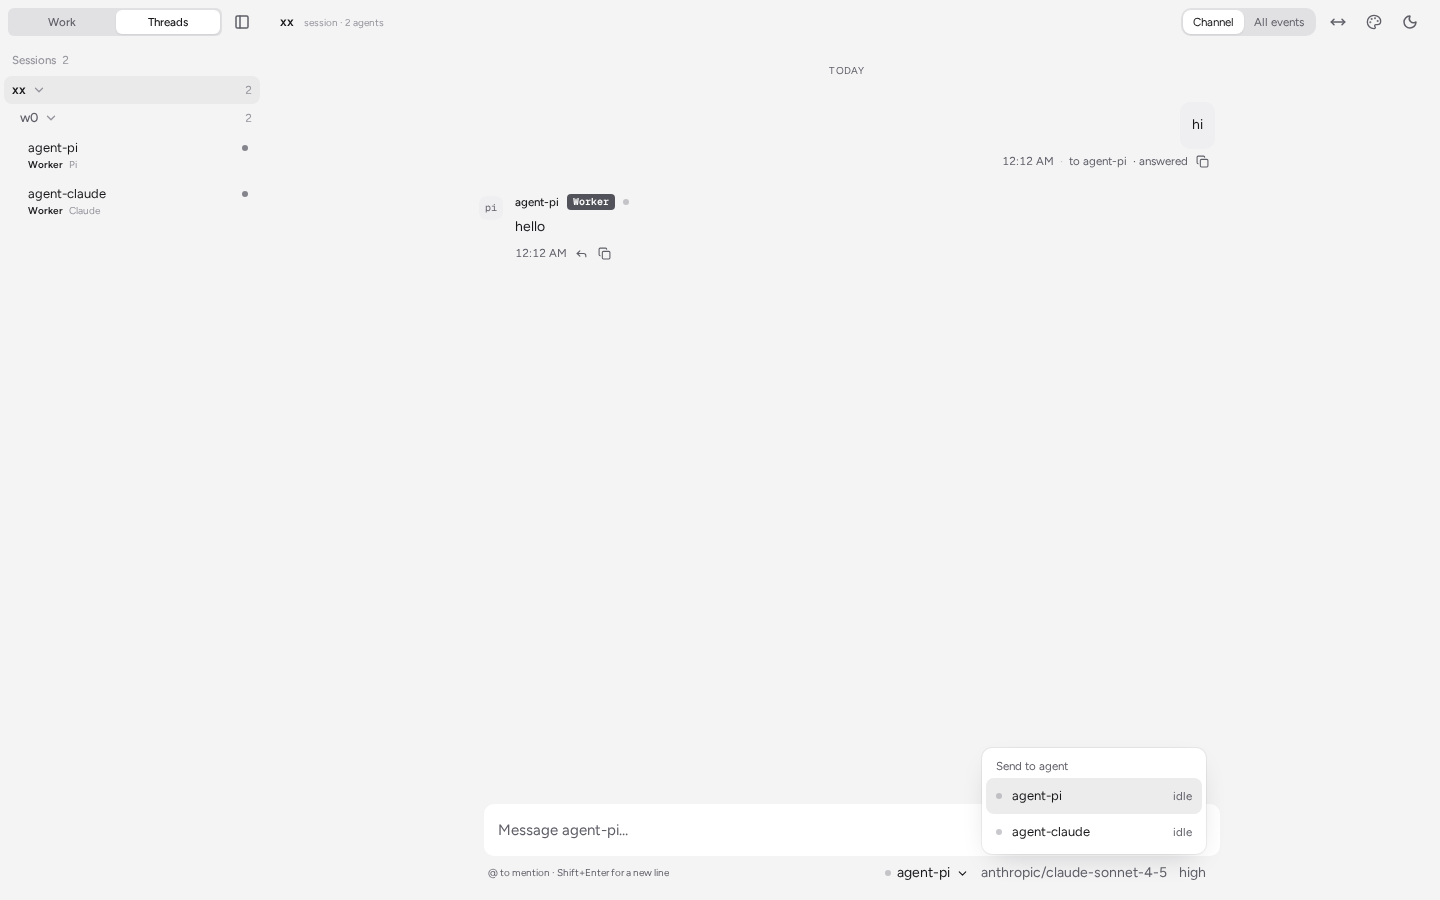 Work
Threads
xx session · 2 agents
Channel
All events
Sessions 2
TODAY
xx 2
w0 2
hi
12:12 AM · to agent-pi · answered
agent-pi
Worker Pi
agent-claude
Worker Claude
pi
agent-pi Worker
hello
12:12 AM
Send to agent
agent-pi idle
agent-claude idle
Message agent-pi...
@ to mention · Shift+Enter for a new line
agent-pi anthropic/claude-sonnet-4-5 high